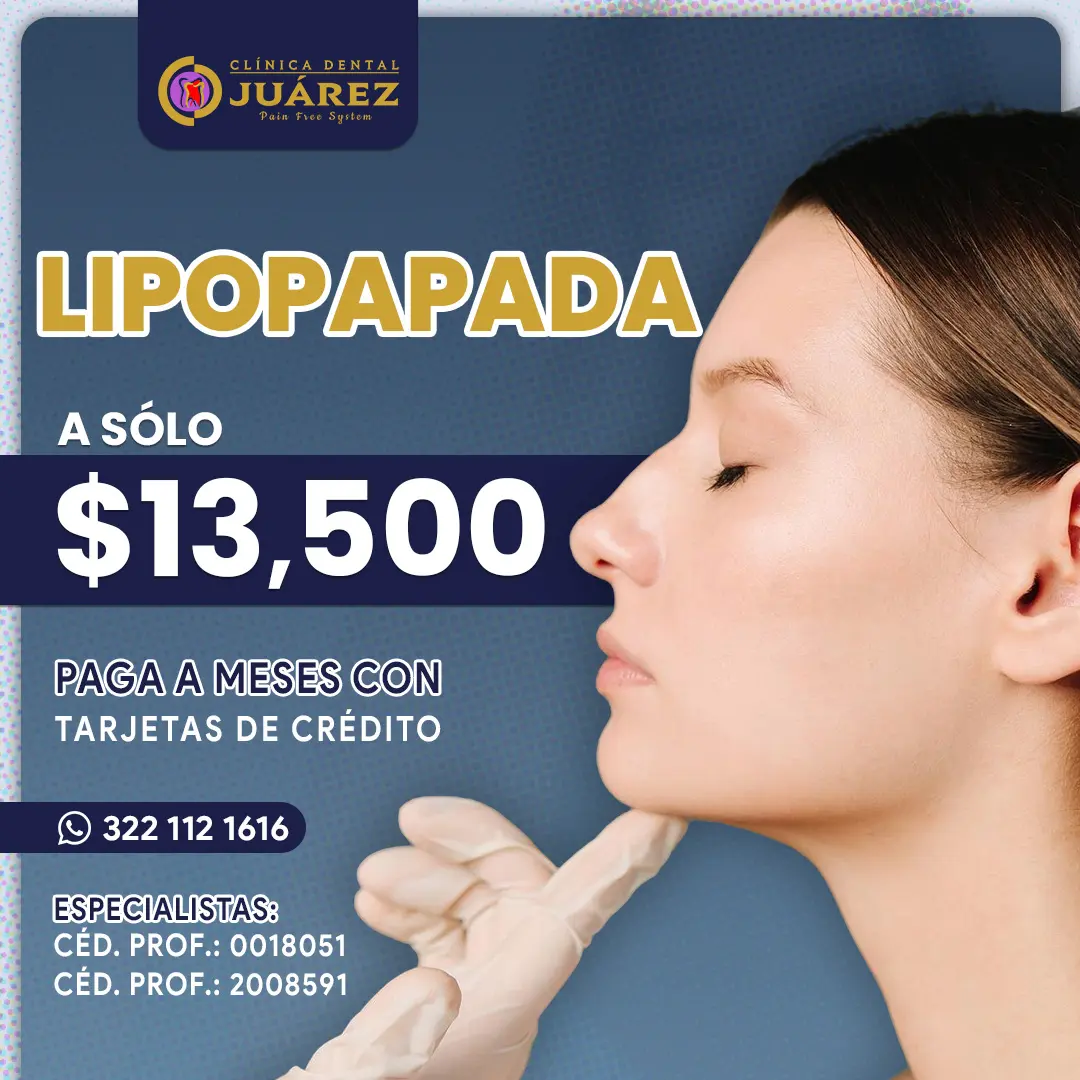 CLÍNICA DENTAL
JUÁREZ
Pain Free System
LIPOPAPADA
A SÓLO
$13,500
PAGA A MESES CON
TARJETAS DE CRÉDITO
322 112 1616
ESPECIALISTAS:
CÉD. PROF.: 0018051
CÉD. PROF.: 2008591